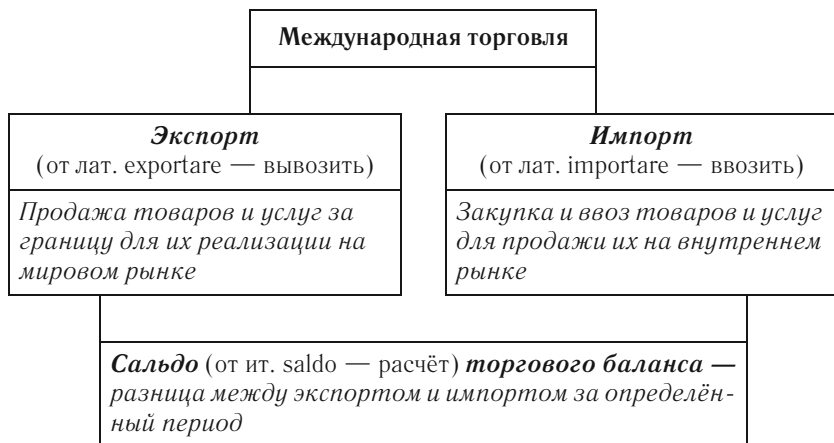 Международная торговля
Экспорт
(от лат. exportare — вывозить)
Продажа товаров и услуг за
границу для их реализации на
мировом рынке
Импорт
(от лат. importare — ввозить)
Закупка и ввоз товаров и услуг
для продажи их на внутреннем
рынке
Сальдо (от ит. saldo — расчёт) торгового баланса —
разница между экспортом и импортом за определён-
ный период